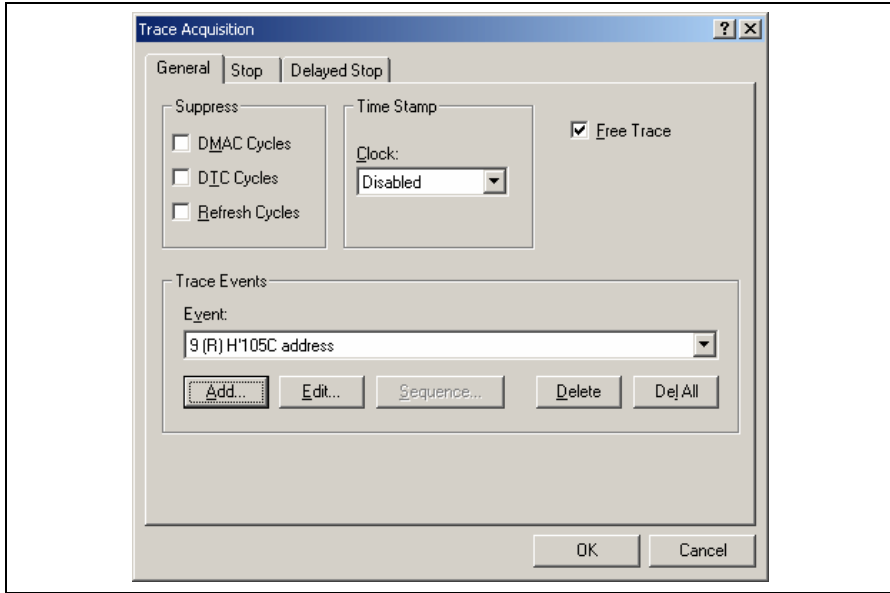 Trace Acquisition
General Stop Delayed Stop
Suppress
DMAC Cycles
DTC Cycles
Refresh Cycles
Time Stamp
Clock:
Disabled
Free Trace
Trace Events
Event:
9 (R) H'105C address
Add... Edit... Sequence... Delete Del All
OK Cancel